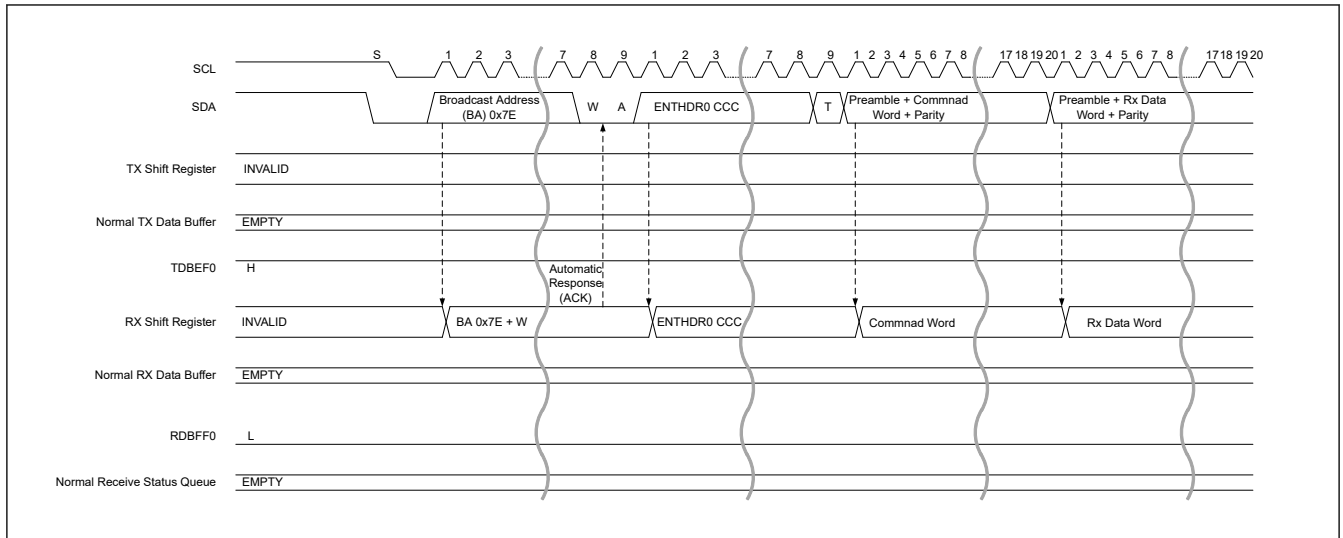 S 1 2 3 7 8 9 1 2 3 7 8 9 1 2 3 4 5 6 7 8 17 18 19 20 1 2 3 4 5 6 7 8 17 18 19 20
SCL
SDA
Broadcast Address
(BA) 0x7E
W A
ENTHDR0 CCC
T
Preamble + Commnad
Word + Parity
Preamble + Rx Data
Word + Parity
TX Shift Register
INVALID
Normal TX Data Buffer
EMPTY
TDBEF0
H
Automatic
Response
(ACK)
RX Shift Register
INVALID
BA 0x7E + W
ENTHDR0 CCC
Commnad Word
Rx Data Word
Normal RX Data Buffer
EMPTY
RDBFF0
L
Normal Receive Status Queue
EMPTY